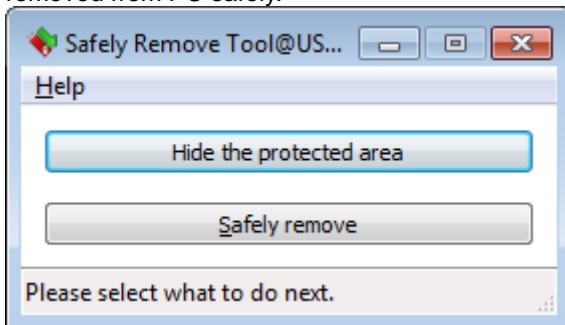 Safely Remove Tool@US...
Help
Hide the protected area
Safely remove
Please select what to do next.